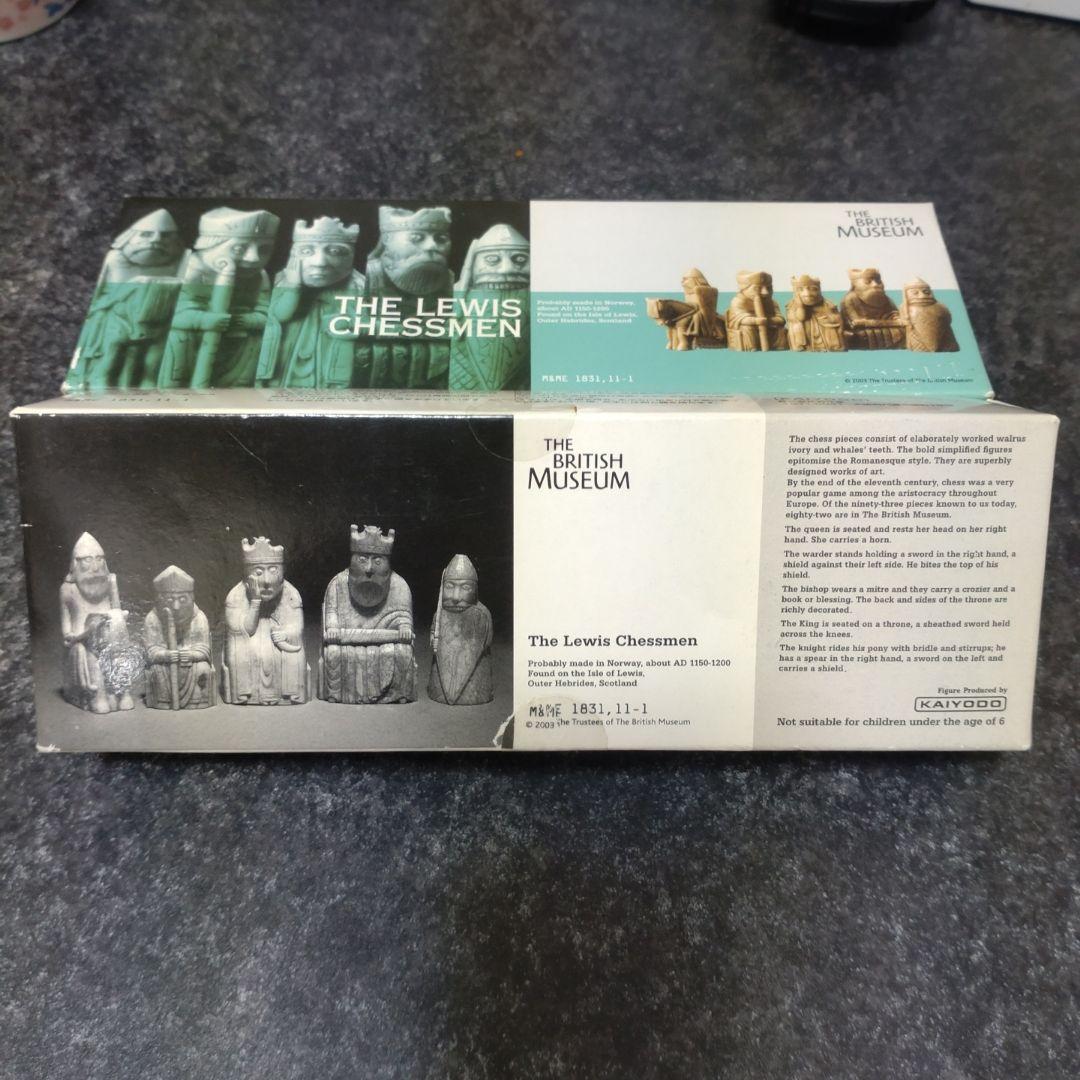 THE LEWIS
CHESSMEN
Probably made in Norway,
about AD 1150-1200
Found on the Isle of Lewis,
Outer Hebrides, Scotland
M&ME 1831,11-1
THE
BRITISH
MUSEUM
© 2003 The Trustees of The British Museum
THE
BRITISH
MUSEUM
The Lewis Chessmen
Probably made in Norway, about AD 1150-1200
Found on the Isle of Lewis,
Outer Hebrides, Scotland
M&ME 1831,11-1
© 2003 The Trustees of The British Museum
The chess pieces consist of elaborately worked walrus
ivory and whales' teeth. The bold simplified figures
epitomise the Romanesque style. They are superbly
designed works of art.
By the end of the eleventh century, chess was a very
popular game among the aristocracy throughout
Europe. Of the ninety-three pieces known to us today,
eighty-two are in The British Museum.
The queen is seated and rests her head on her right
hand. She carries a horn.
The warder stands holding a sword in the right hand, a
shield against their left side. He bites the top of his
shield.
The bishop wears a mitre and they carry a crozier and a
book or blessing. The back and sides of the throne are
richly decorated.
The King is seated on a throne, a sheathed sword held
across the knees.
The knight rides his pony with bridle and stirrups; he
has a spear in the right hand, a sword on the left and
carries a shield.
Figure Produced by
KAIYODO
Not suitable for children under the age of 6